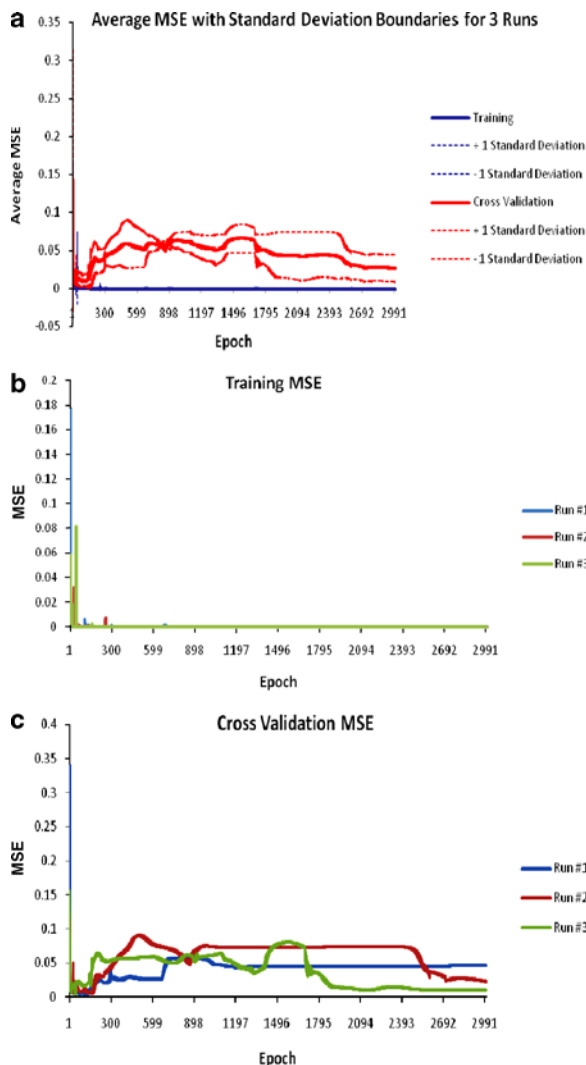 a
Average MSE with Standard Deviation Boundaries for 3 Runs
0.35
0.3
0.25
0.2
0.15
0.1
0.05
0
-0.05
Average MSE
1 300 599 898 1197 1496 1795 2094 2393 2692 2991
Epoch
Training
+ 1 Standard Deviation
- 1 Standard Deviation
Cross Validation
+ 1 Standard Deviation
- 1 Standard Deviation
b
Training MSE
0.2
0.18
0.16
0.14
0.12
0.1
0.08
0.06
0.04
0.02
0
MSE
1 300 599 898 1197 1496 1795 2094 2393 2692 2991
Epoch
Run #1
Run #2
Run #3
c
Cross Validation MSE
0.4
0.35
0.3
0.25
0.2
0.15
0.1
0.05
0
MSE
1 300 599 898 1197 1496 1795 2094 2393 2692 2991
Epoch
Run #1
Run #2
Run #3